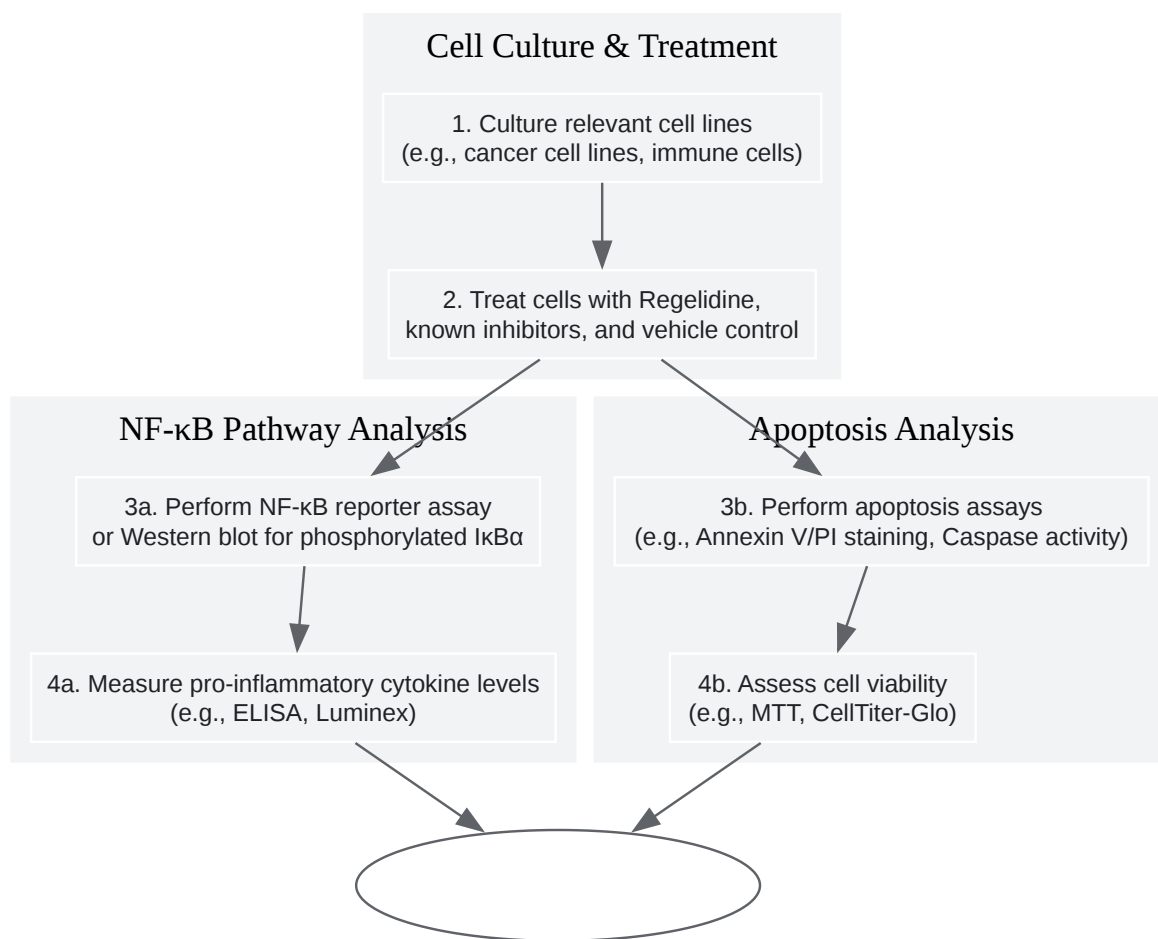 Cell Culture & Treatment
1. Culture relevant cell lines
(e.g., cancer cell lines, immune cells)
2. Treat cells with Regelidine,
known inhibitors, and vehicle control
NF-κB Pathway Analysis
3a. Perform NF-κB reporter assay
or Western blot for phosphorylated IκBα
4a. Measure pro-inflammatory cytokine levels
(e.g., ELISA, Luminex)
Apoptosis Analysis
3b. Perform apoptosis assays
(e.g., Annexin V/PI staining, Caspase activity)
4b. Assess cell viability
(e.g., MTT, CellTiter-Glo)